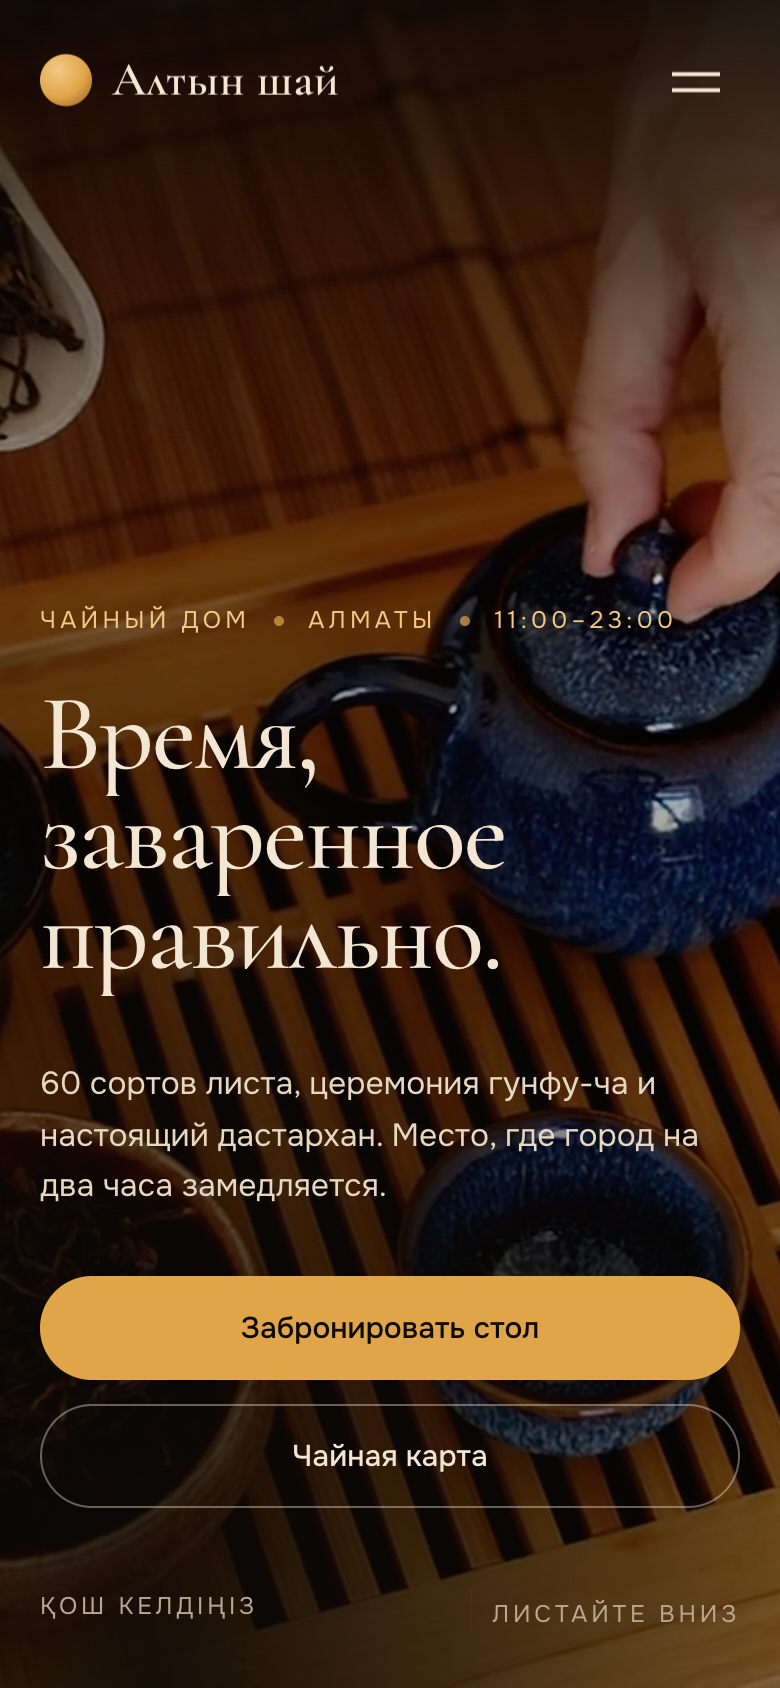 Алтын шай
ЧАЙНЫЙ ДОМ • АЛМАТЫ • 11:00–23:00
Время,
заваренное
правильно.
60 сортов листа, церемония гунфу-ча и
настоящий дастархан. Место, где город на
два часа замедляется.
Забронировать стол
Чайная карта
ҚОШ КЕЛДІҢІЗ
ЛИСТАЙТЕ ВНИЗ